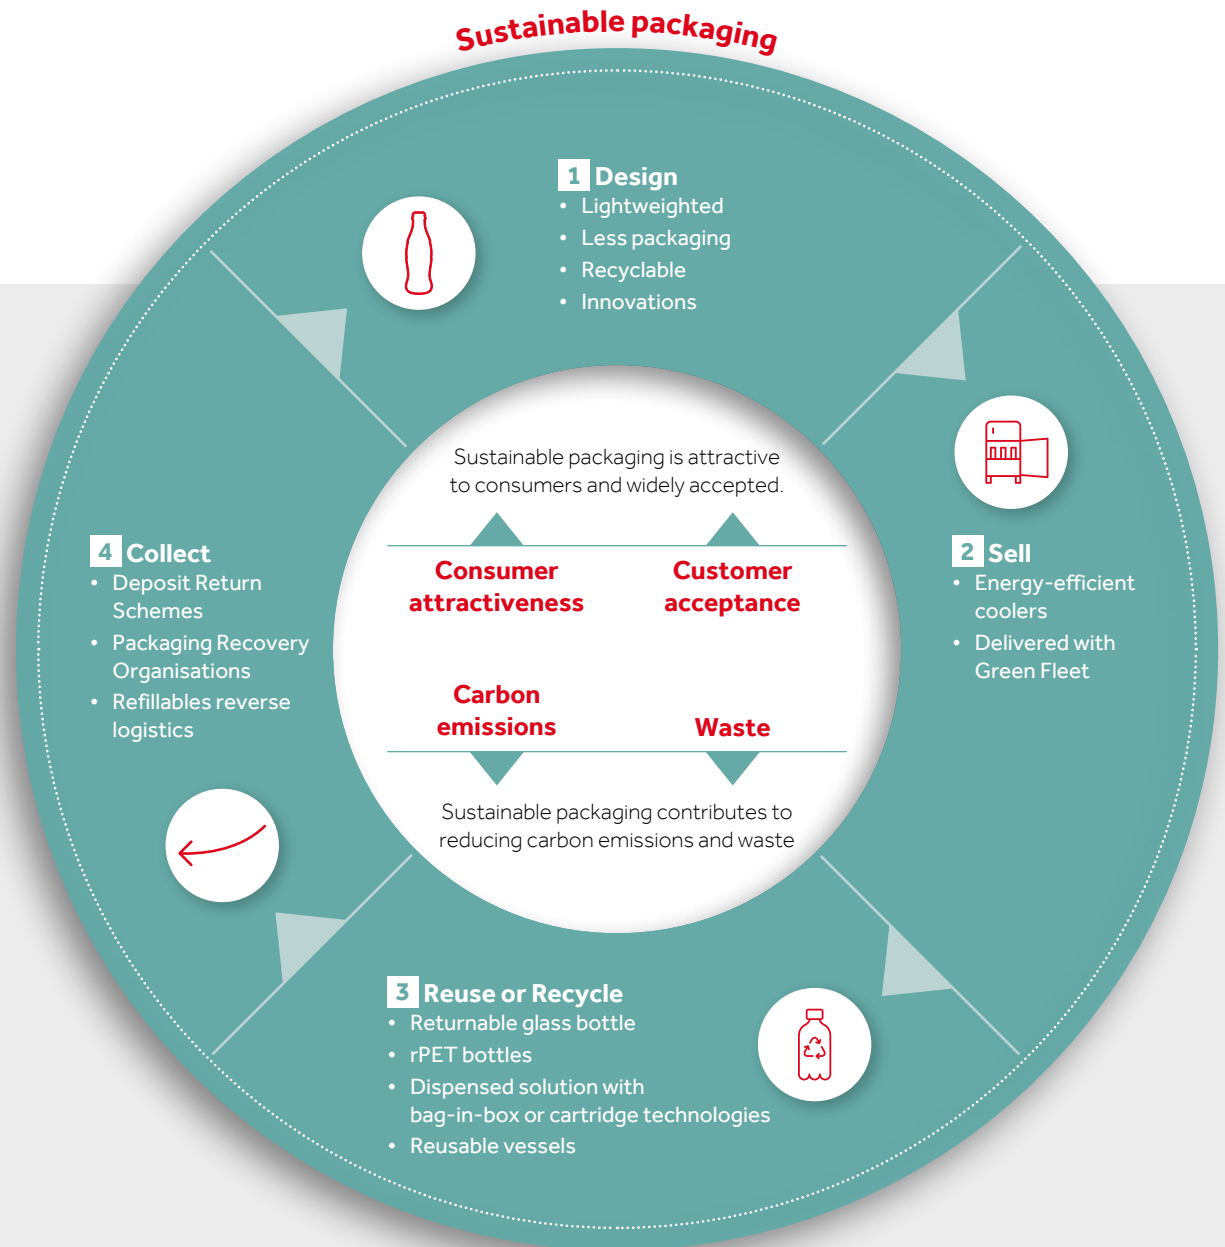 Sustainable packaging
1 Design
• Lightweighted
• Less packaging
• Recyclable
• Innovations
2 Sell
• Energy-efficient
coolers
• Delivered with
Green Fleet
3 Reuse or Recycle
• Returnable glass bottle
• rPET bottles
• Dispensed solution with
bag-in-box or cartridge technologies
• Reusable vessels
4 Collect
• Deposit Return
Schemes
• Packaging Recovery
Organisations
• Refillables reverse
logistics
Sustainable packaging is attractive
to consumers and widely accepted.
Consumer
attractiveness
Customer
acceptance
Carbon
emissions
Waste
Sustainable packaging contributes to
reducing carbon emissions and waste